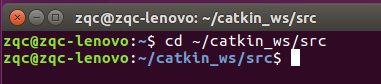 zqc@zqc-lenovo: ~/catkin_ws/src
zqc@zqc-lenovo:~$ cd ~/catkin_ws/src
zqc@zqc-lenovo:~/catkin_ws/src$